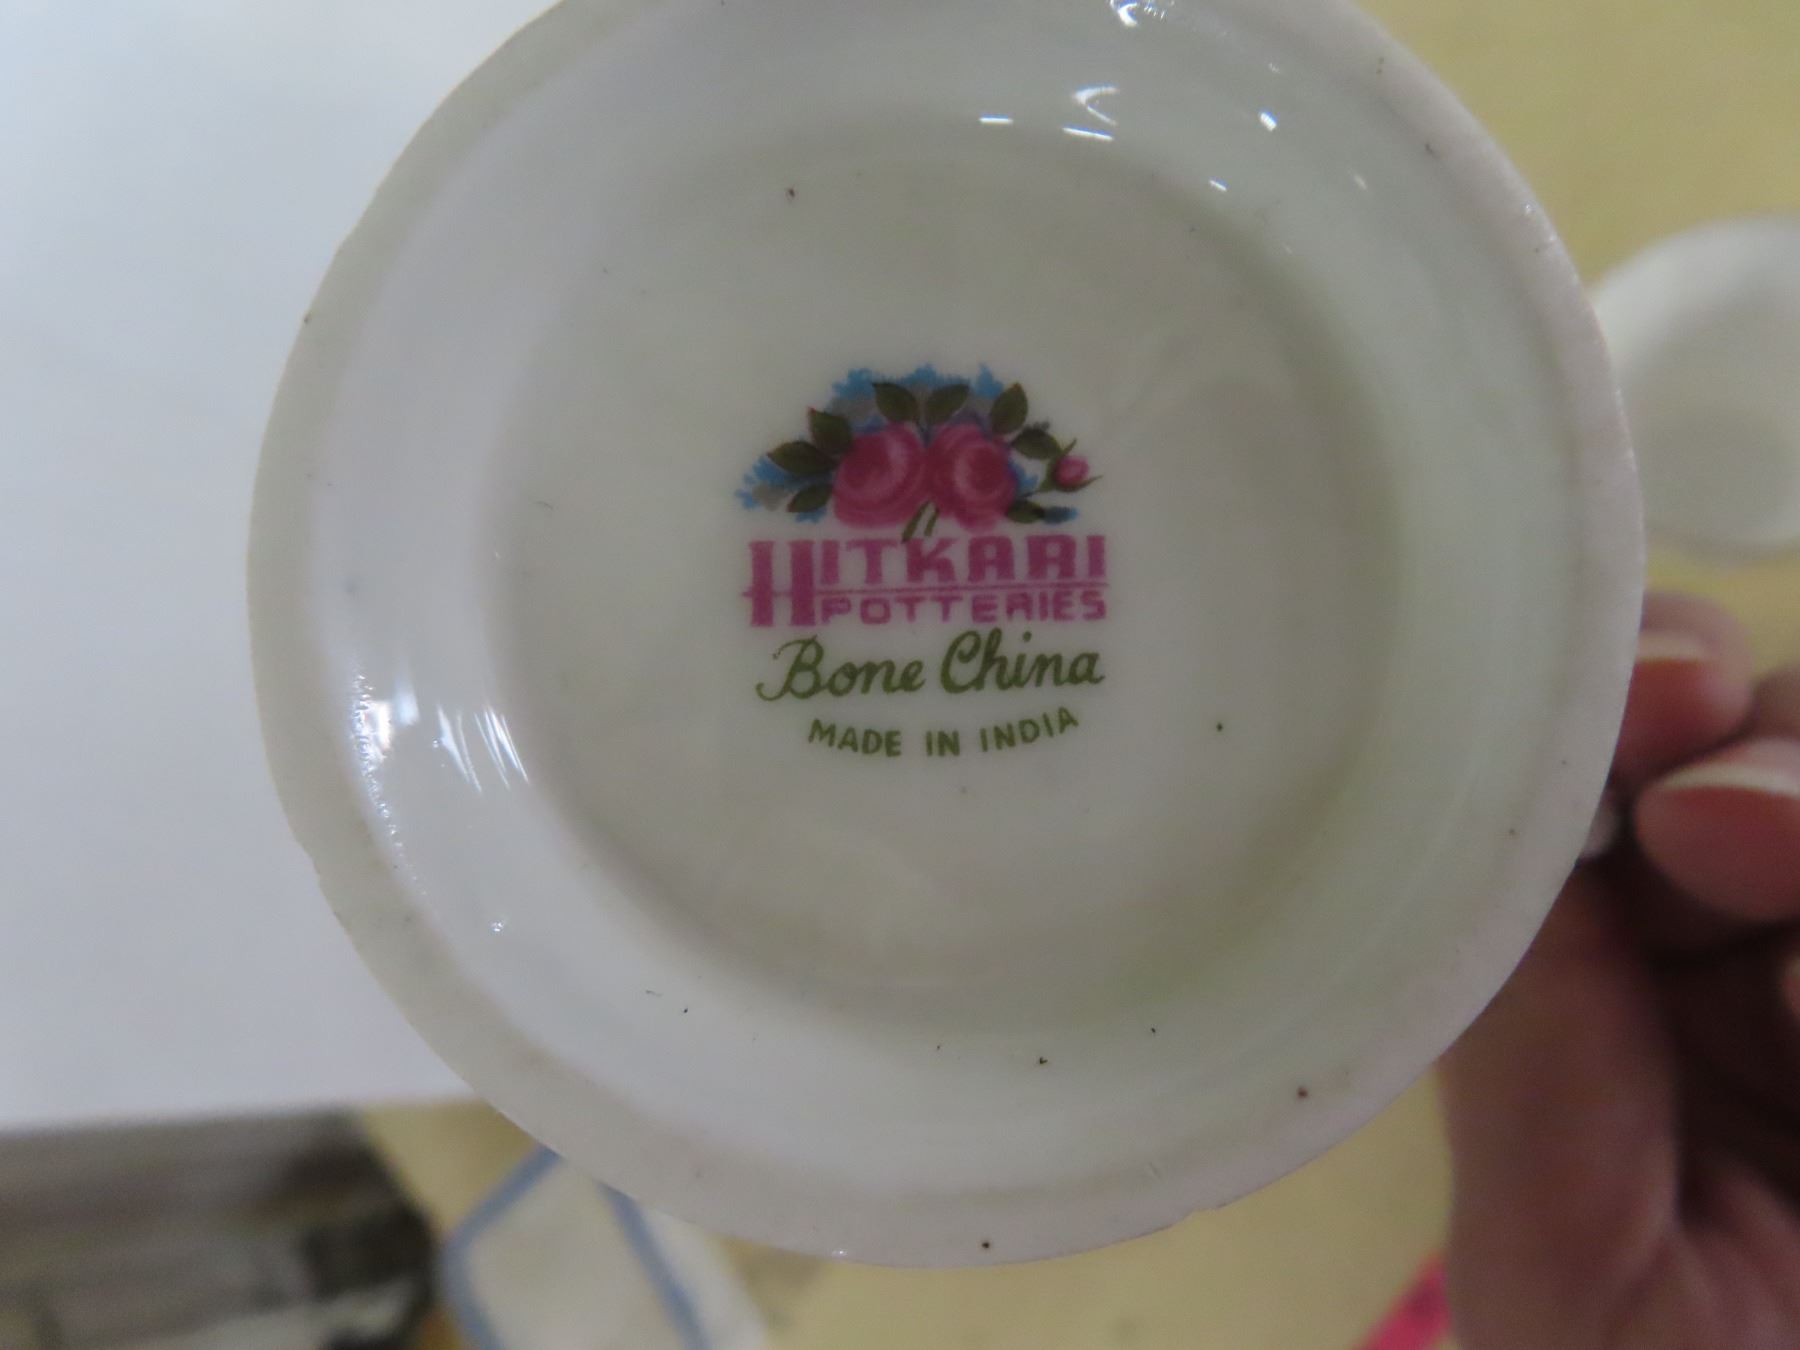 HITKARI
POTTERIES
Bone China
MADE IN INDIA